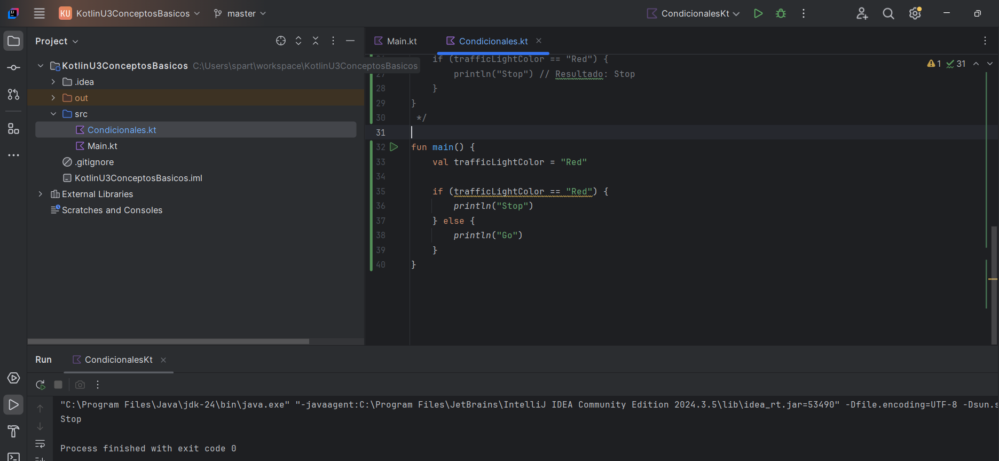 KU KotlinU3ConceptosBasicos master CondicionalesKt
Project
Main.kt Condicionales.kt
KotlinU3ConceptosBasicos C:\Users\spart\workspace\KotlinU3ConceptosBasicos
.idea
out
src
Condicionales.kt
Main.kt
.gitignore
KotlinU3ConceptosBasicos.iml
External Libraries
Scratches and Consoles
1 31
if (trafficLightColor == "Red") {
27 println("Stop") // Resultado: Stop
28 }
29 }
30 */
31
32 fun main() {
33 val trafficLightColor = "Red"
34
35 if (trafficLightColor == "Red") {
36 println("Stop")
37 } else {
38 println("Go")
39 }
40 }
Run CondicionalesKt
"C:\Program Files\Java\jdk-24\bin\java.exe" "-javaagent:C:\Program Files\JetBrains\IntelliJ IDEA Community Edition 2024.3.5\lib\idea_rt.jar=53490" -Dfile.encoding=UTF-8 -Dsun.s
Stop
Process finished with exit code 0